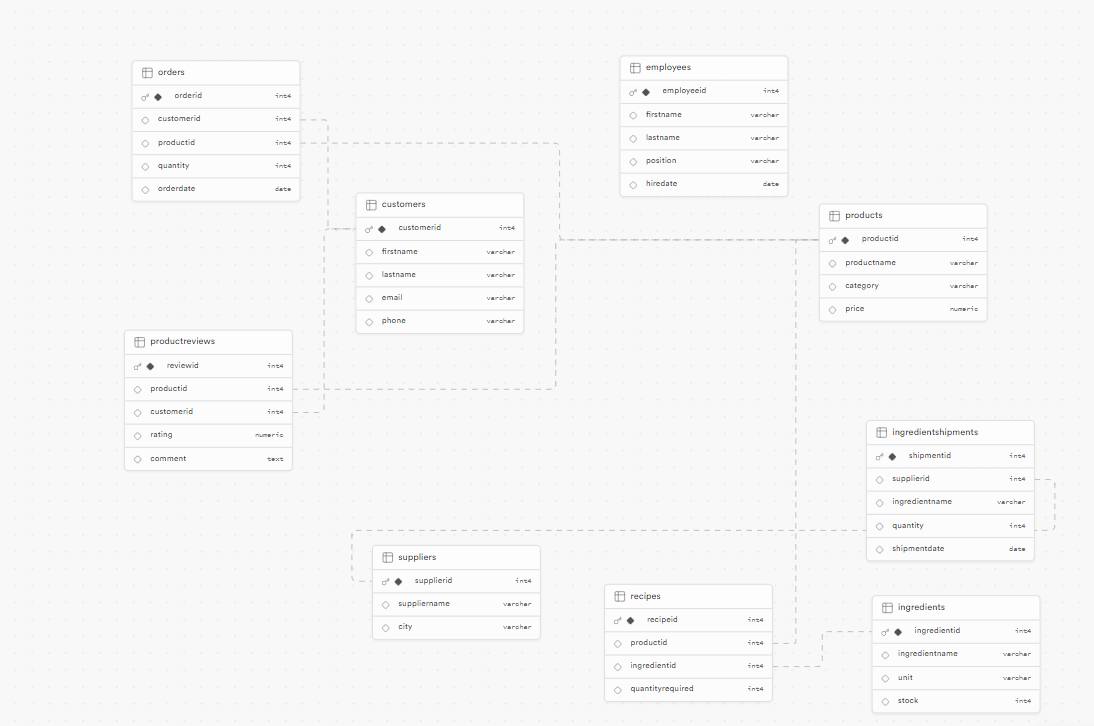 orders
orderid int4
customerid int4
productid int4
quantity int4
orderdate date
employees
employeeid int4
firstname varchar
lastname varchar
position varchar
hiredate date
customers
customerid int4
firstname varchar
lastname varchar
email varchar
phone varchar
products
productid int4
productname varchar
category varchar
price numeric
productreviews
reviewid int4
productid int4
customerid int4
rating numeric
comment text
ingredientshipments
shipmentid int4
supplierid int4
ingredientname varchar
quantity int4
shipmentdate date
suppliers
supplierid int4
suppliername varchar
city varchar
recipes
recipeid int4
productid int4
ingredientid int4
quantityrequired int4
ingredients
ingredientid int4
ingredientname varchar
unit varchar
stock int4